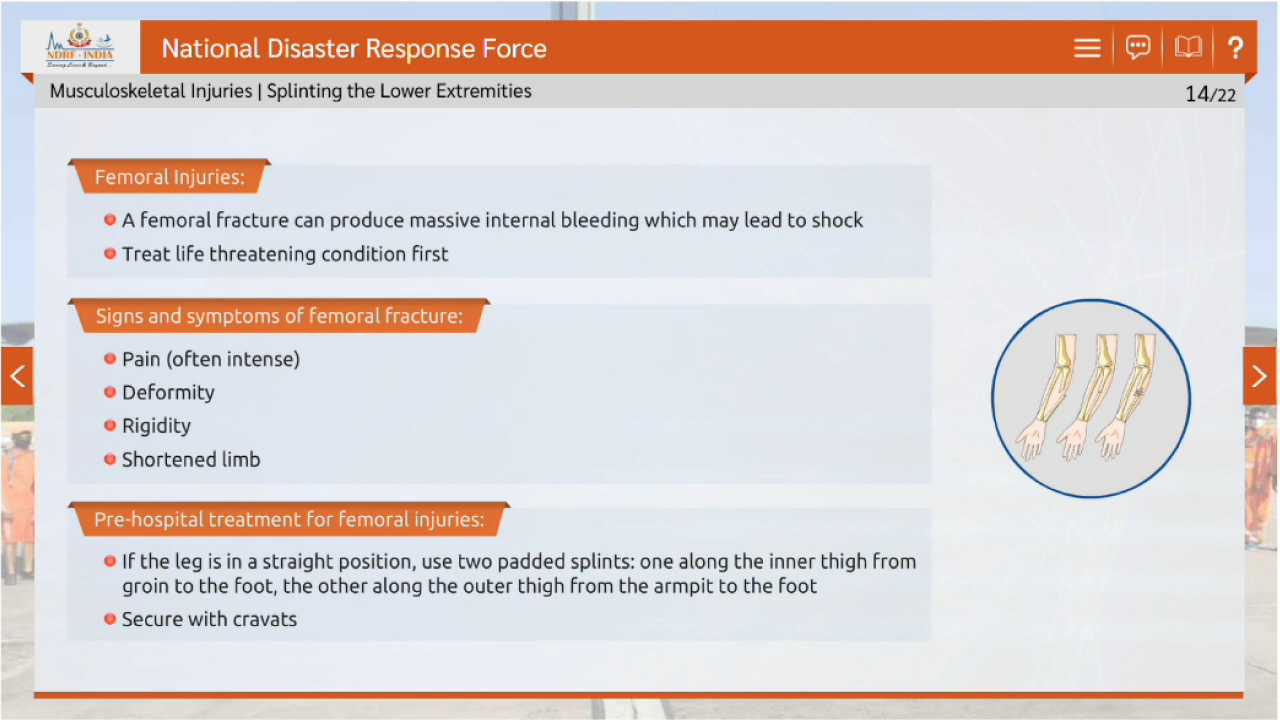 NDRF - INDIA
Saving Lives & Beyond...
National Disaster Response Force
?
Musculoskeletal Injuries | Splinting the Lower Extremities
14/22
Femoral Injuries:
A femoral fracture can produce massive internal bleeding which may lead to shock
Treat life threatening condition first
Signs and symptoms of femoral fracture:
Pain (often intense)
Deformity
Rigidity
Shortened limb
Pre-hospital treatment for femoral injuries:
If the leg is in a straight position, use two padded splints: one along the inner thigh from
groin to the foot, the other along the outer thigh from the armpit to the foot
Secure with cravats